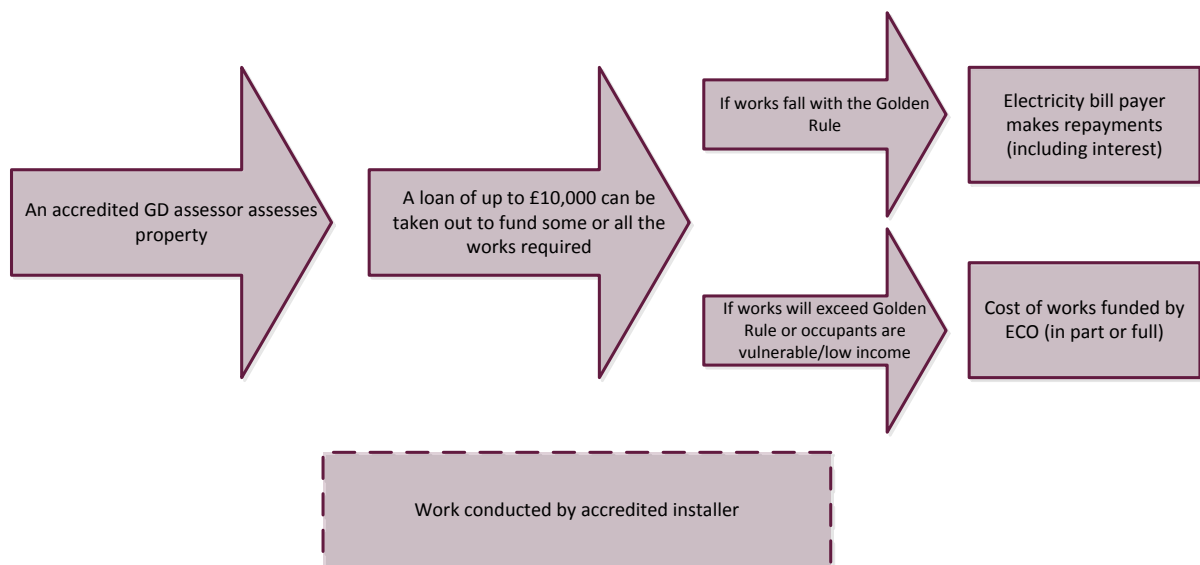 An accredited GD assessor assesses
property
A loan of up to £10,000 can be
taken out to fund some or all the
works required
If works fall with the Golden
Rule
Electricity bill payer
makes repayments
(including interest)
If works will exceed Golden
Rule or occupants are
vulnerable/low income
Cost of works funded by
ECO (in part or full)
Work conducted by accredited installer